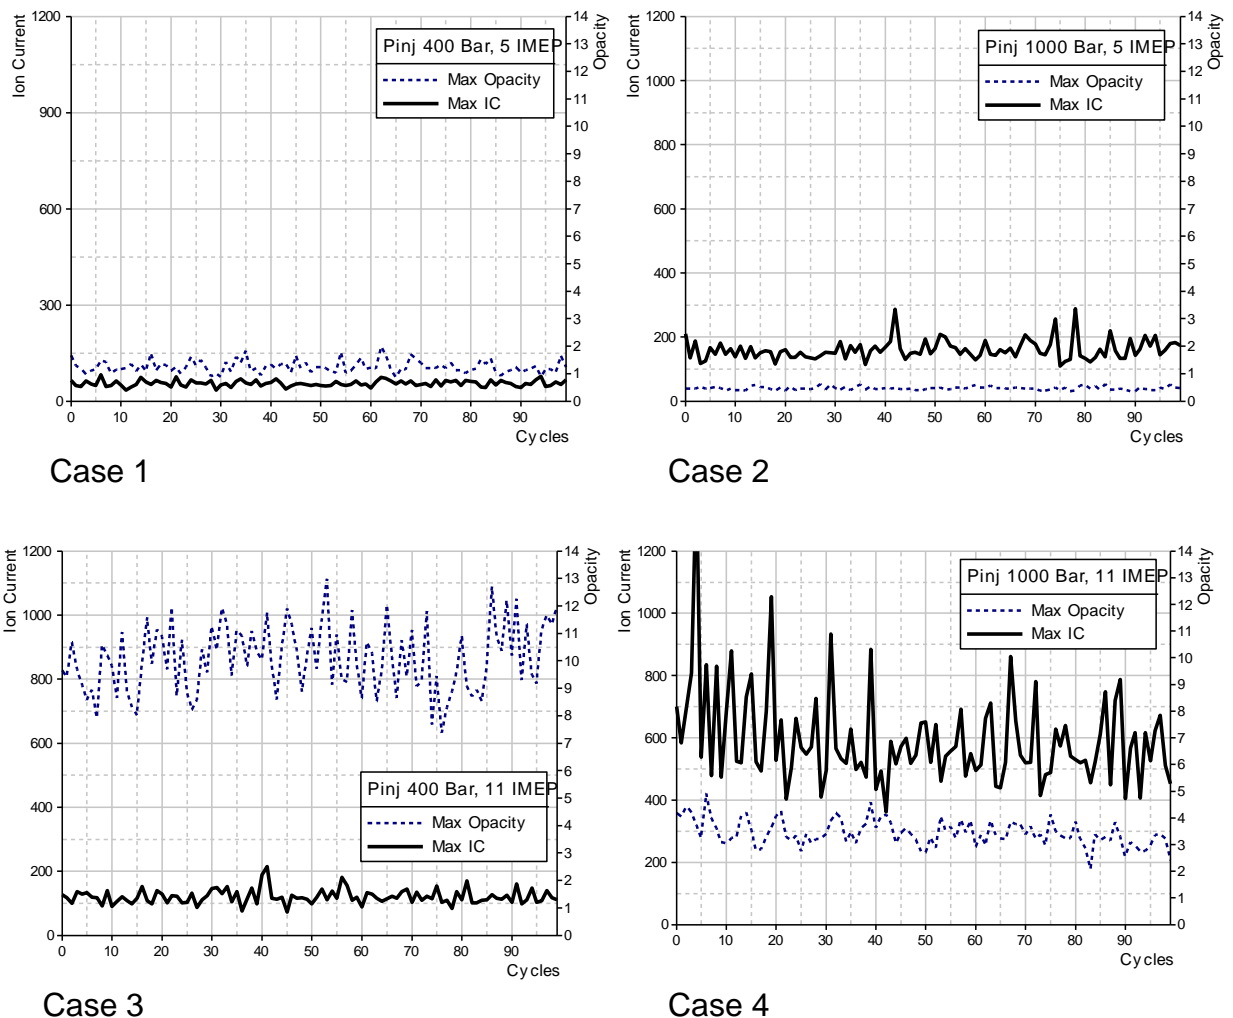 Ion Current
1200
900
600
300
0
Pinj 400 Bar, 5 IMEP
Max Opacity
Max IC
14
13
12
11
10
9
8
7
6
5
4
3
2
1
0
Opacity
0 10 20 30 40 50 60 70 80 90
Cycles
Case 1
Ion Current
1200
1000
800
600
400
200
0
Pinj 1000 Bar, 5 IMEP
Max Opacity
Max IC
14
13
12
11
10
9
8
7
6
5
4
3
2
1
0
Opacity
0 10 20 30 40 50 60 70 80 90
Cycles
Case 2
Ion Current
1200
1000
800
600
400
200
0
Pinj 400 Bar, 11 IMEP
Max Opacity
Max IC
14
13
12
11
10
9
8
7
6
5
4
3
2
1
0
Opacity
0 10 20 30 40 50 60 70 80 90
Cycles
Case 3
Ion Current
1200
1000
800
600
400
200
0
Pinj 1000 Bar, 11 IMEP
Max Opacity
Max IC
14
13
12
11
10
9
8
7
6
5
4
3
2
1
0
Opacity
0 10 20 30 40 50 60 70 80 90
Cycles
Case 4